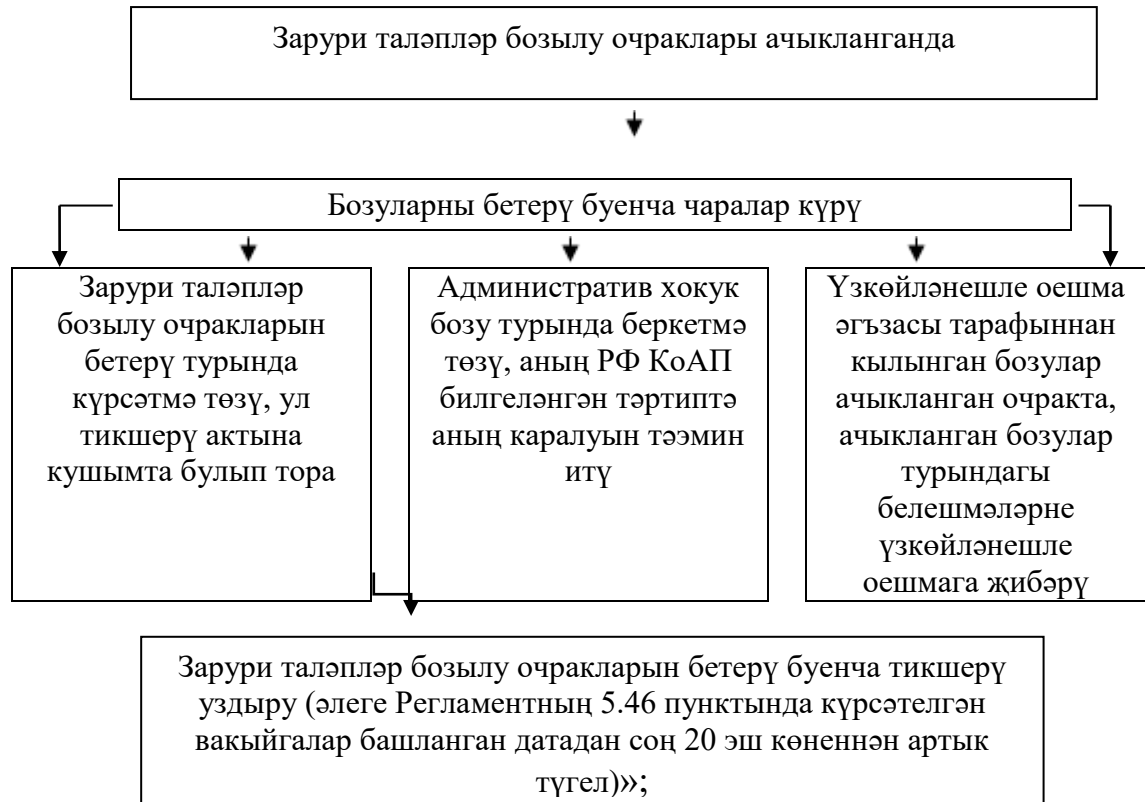 Зарури таләпләр бозылу очраклары ачыкланганда
Бозуларны бетерү буенча чаралар күрү
Зарури таләпләр
бозылу очракларын
бетерү турында
күрсәтмә төзү, ул
тикшерү актына
кушымта булып тора
Административ хокук
бозу турында беркетмә
төзү, аның РФ КоАП
билгеләнгән тәртиптә
аның каралуын тәэмин
итү
Үзкөйләнешле оешма
әгъзасы тарафыннан
кылынган бозулар
ачыкланган очракта,
ачыкланган бозулар
турындагы
белешмәләрне
үзкөйләнешле
оешмага җибәрү
Зарури таләпләр бозылу очракларын бетерү буенча тикшерү
уздыру (әлеге Регламентның 5.46 пунктында күрсәтелгән
вакыйгалар башланган датадан соң 20 эш көненнән артык
түгел)»;